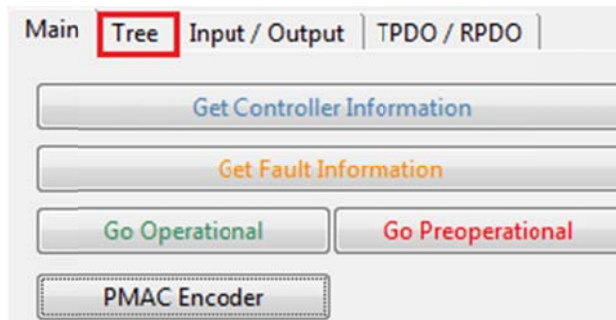 Main Tree Input / Output TPDO / RPDO
Get Controller Information
Get Fault Information
Go Operational Go Preoperational
PMAC Encoder